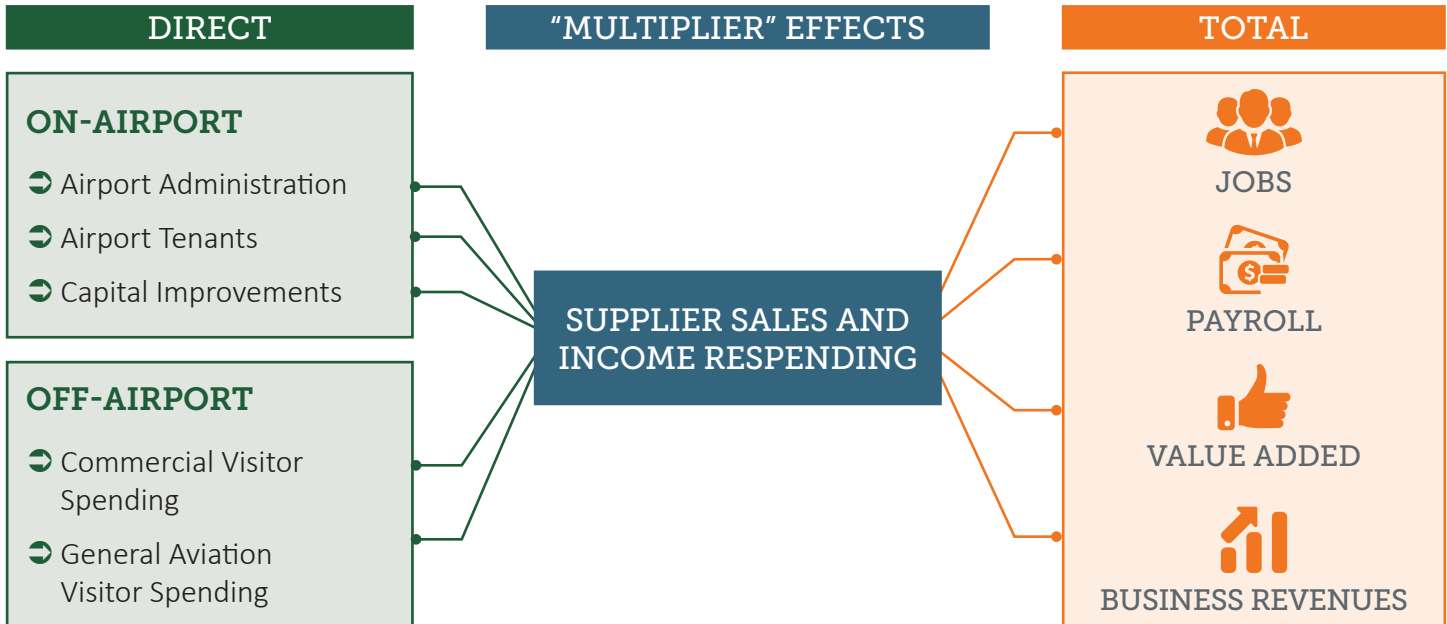 DIRECT
ON-AIRPORT
Airport Administration
Airport Tenants
Capital Improvements
OFF-AIRPORT
Commercial Visitor
Spending
General Aviation
Visitor Spending
“MULTIPLIER” EFFECTS
SUPPLIER SALES AND
INCOME RESPENDING
TOTAL
JOBS
$
PAYROLL
VALUE ADDED
BUSINESS REVENUES